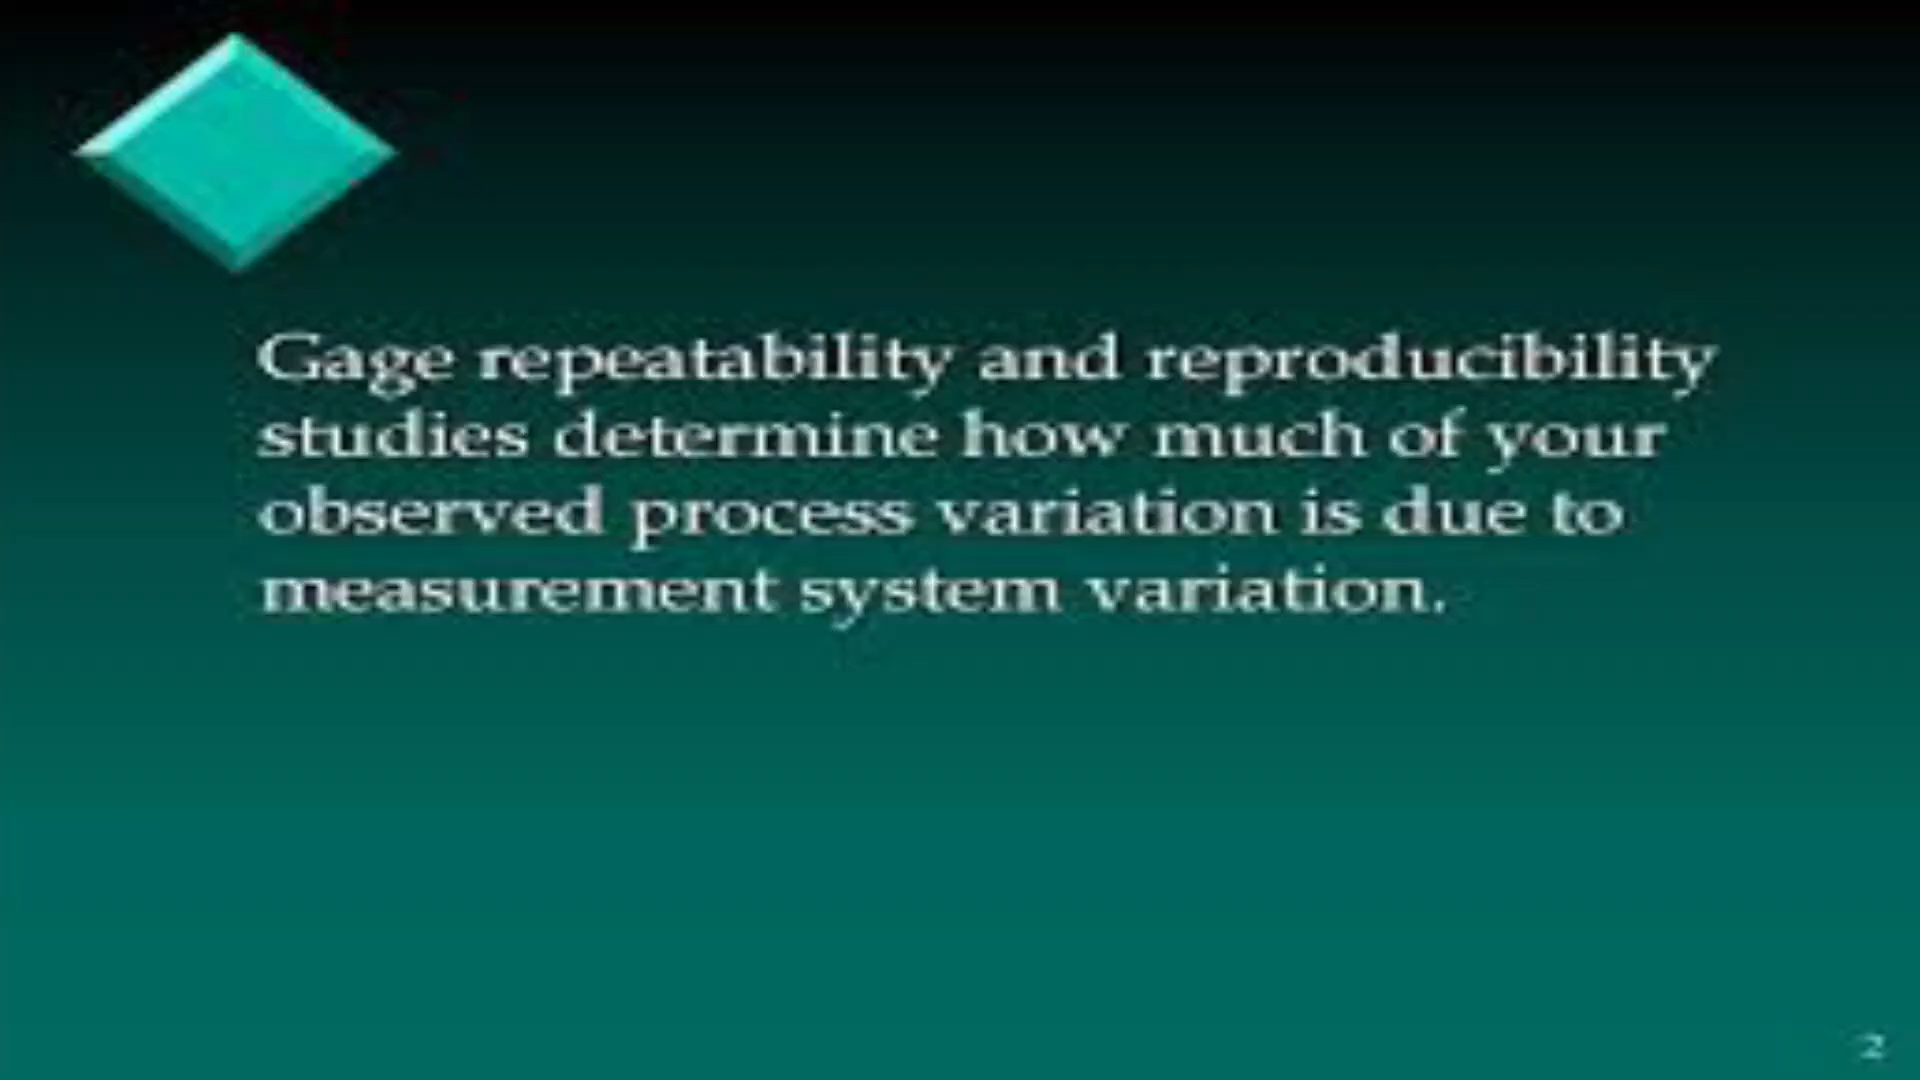 Gage repeatability and reproducibility
studies determine how much of your
observed process variation is due to
measurement system variation.
2